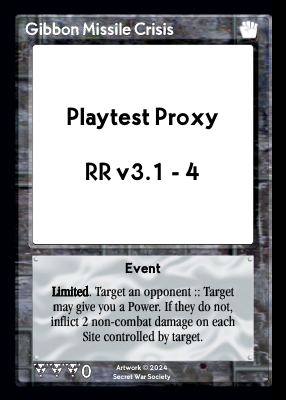 Gibbon Missile Crisis
Playtest Proxy
RR v3.1 - 4
Event
Limited. Target an opponent :: Target
may give you a Power. If they do not,
inflict 2 non-combat damage on each
Site controlled by target.
0
Artwork © 2024
Secret War Society